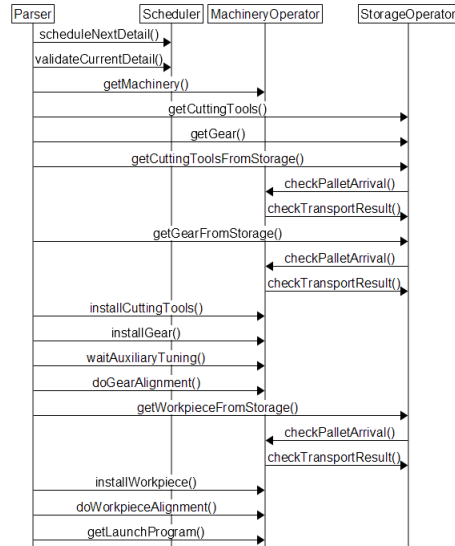 Parser Scheduler MachineryOperator StorageOperator
scheduleNextDetail()
validateCurrentDetail()
getMachinery()
getCuttingTools()
getGear()
getCuttingToolsFromStorage()
checkPalletArrival()
checkTransportResult()
getGearFromStorage()
checkPalletArrival()
checkTransportResult()
installCuttingTools()
installGear()
waitAuxiliaryTuning()
doGearAlignment()
getWorkpieceFromStorage()
checkPalletArrival()
checkTransportResult()
installWorkpiece()
doWorkpieceAlignment()
getLaunchProgram()